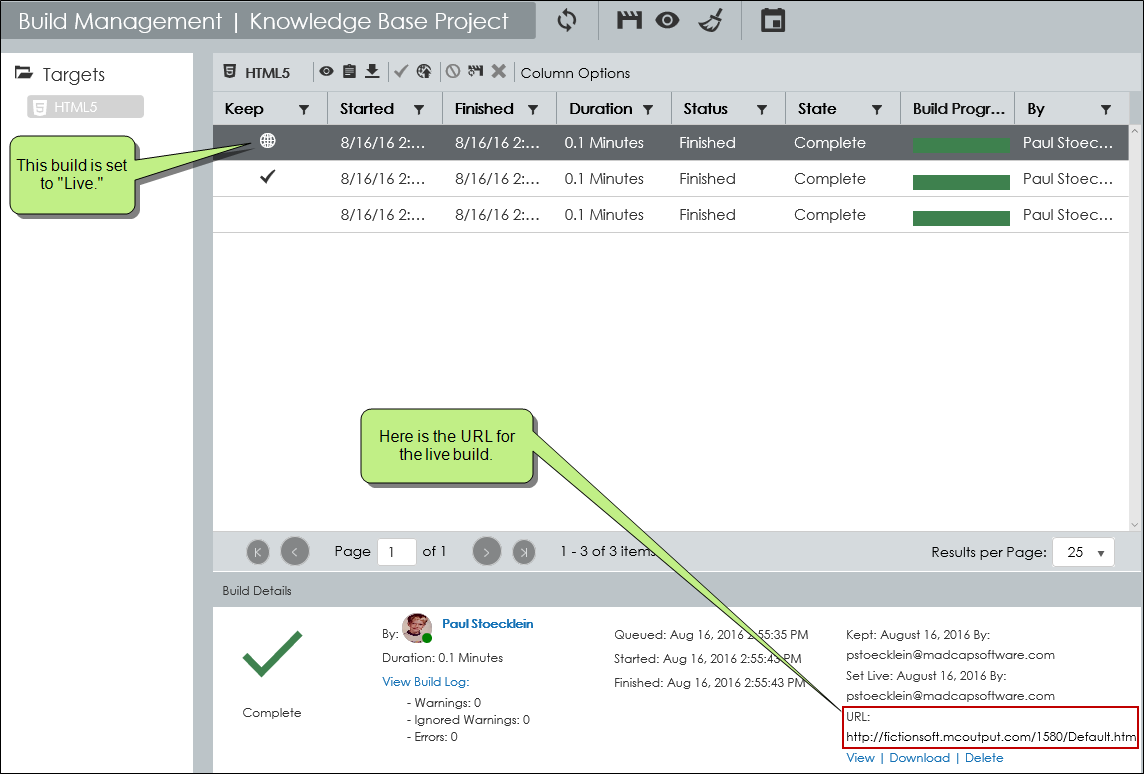 Build Management | Knowledge Base Project
Targets
HTML5
HTML5
Column Options
Keep Started Finished Duration Status State Build Progr... By
8/16/16 2:... 8/16/16 2:... 0.1 Minutes Finished Complete Paul Stoec...
8/16/16 2:... 8/16/16 2:... 0.1 Minutes Finished Complete Paul Stoec...
8/16/16 2:... 8/16/16 2:... 0.1 Minutes Finished Complete Paul Stoec...
This build is set
to "Live."
Here is the URL for
the live build.
Page 1 of 1 1 - 3 of 3 items Results per Page: 25
Build Details
Complete
By: Paul Stoecklein
Duration: 0.1 Minutes
View Build Log:
- Warnings: 0
- Ignored Warnings: 0
- Errors: 0
Queued: Aug 16, 2016 2:55:35 PM
Started: Aug 16, 2016 2:55:43 PM
Finished: Aug 16, 2016 2:55:43 PM
Kept: August 16, 2016 By:
pstoecklein@madcapsoftware.com
Set Live: August 16, 2016 By:
pstoecklein@madcapsoftware.com
URL:
http://fictionsoft.mcoutput.com/1580/Default.htm
View | Download | Delete